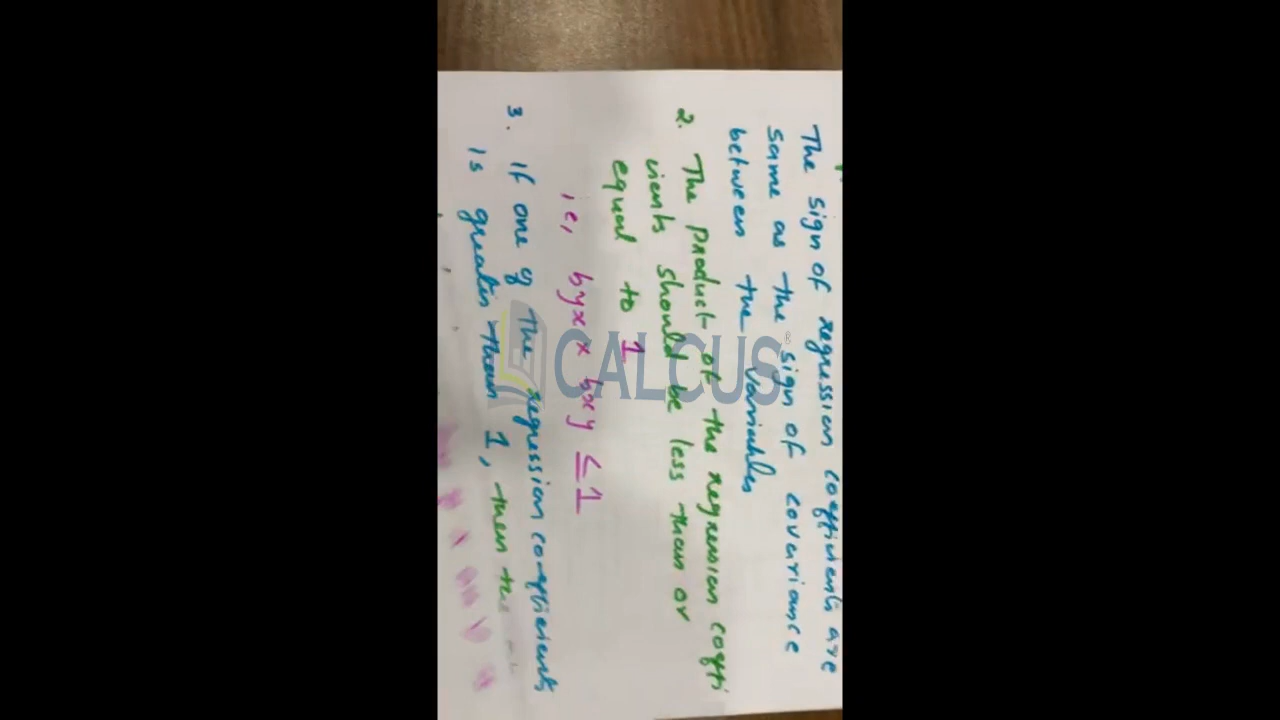 The sign of regression coefficients are
same as the sign of covariance
between the variables
2. The product of the regression coeffi
cients should be less than or
equal to 1
ie, byx x bxy ≤ 1
3. If one of the regression coefficients
is greater than 1, then the
CALCUS